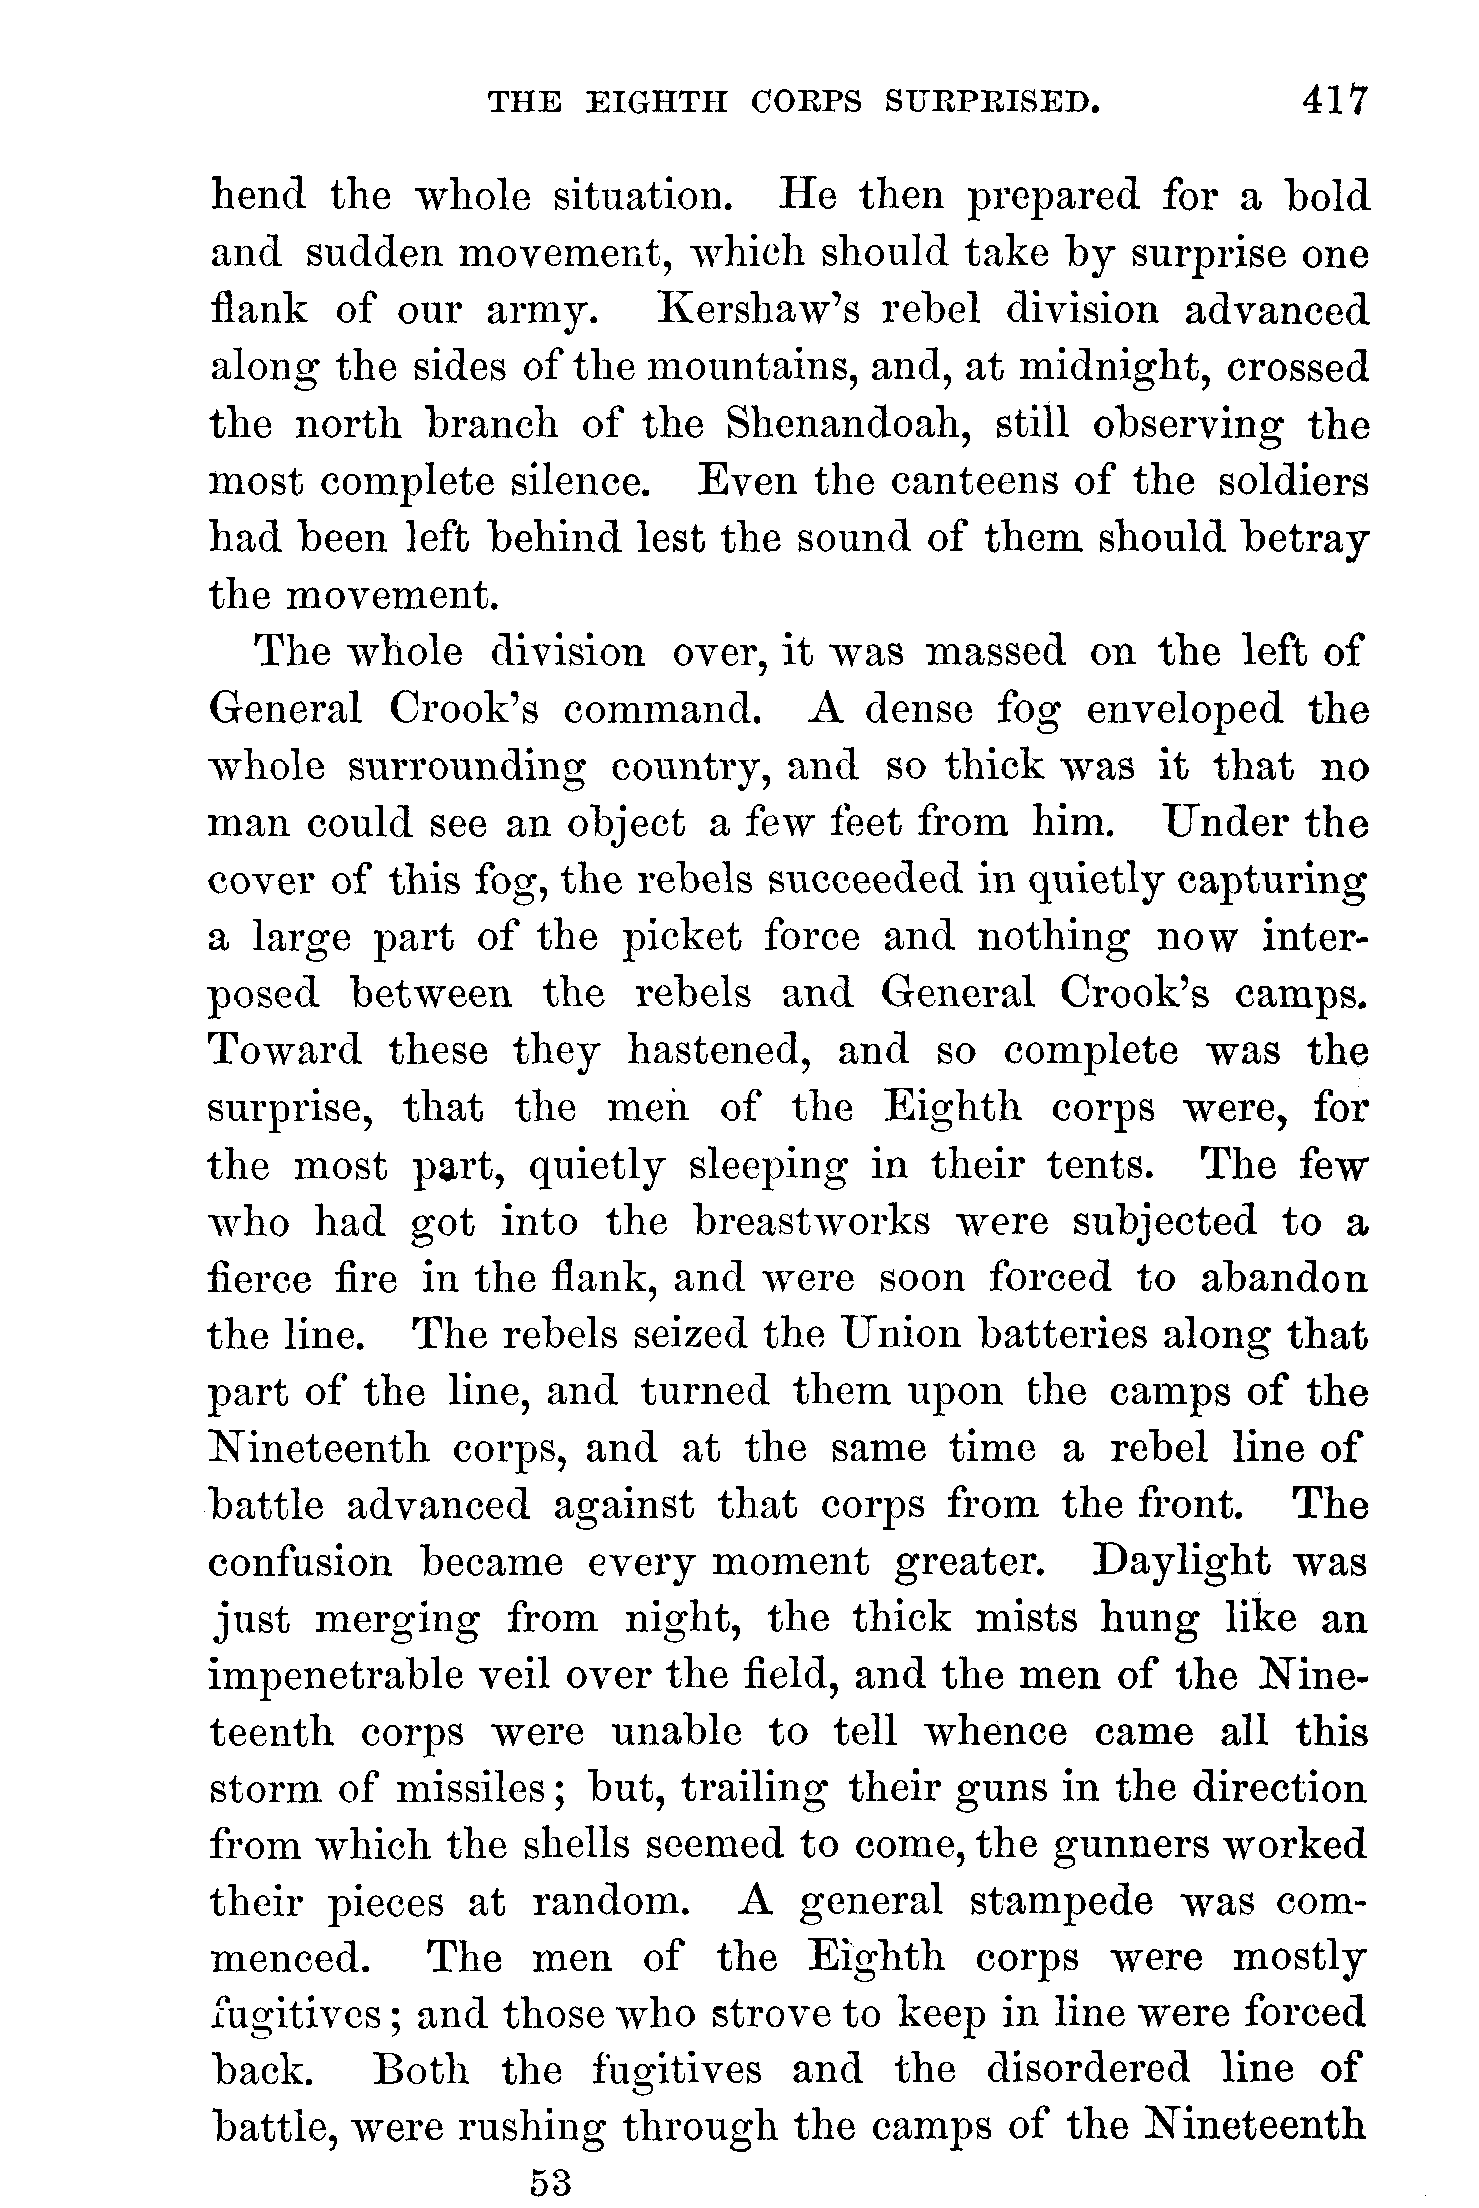 THE EIGHTH CORPS SURPRISED. 417
hend the whole situation. He then prepared for a bold
and sudden movement, which should take by surprise one
flank of our army. Kershaw's rebel division advanced
along the sides of the mountains, and, at midnight, crossed
the north branch of the Shenandoah, still observing the
most complete silence. Even the canteens of the soldiers
had been left behind lest the sound of them should betray
the movement.
The whole division over, it was massed on the left of
General Crook's command. A dense fog enveloped the
whole surrounding country, and so thick was it that no
man could see an object a few feet from him. Under the
cover of this fog, the rebels succeeded in quietly capturing
a large part of the picket force and nothing now inter-
posed between the rebels and General Crook's camps.
Toward these they hastened, and so complete was the
surprise, that the men of the Eighth corps were, for
the most part, quietly sleeping in their tents. The few
who had got into the breastworks were subjected to a
fierce fire in the flank, and were soon forced to abandon
the line. The rebels seized the Union batteries along that
part of the line, and turned them upon the camps of the
Nineteenth corps, and at the same time a rebel line of
battle advanced against that corps from the front. The
confusion became every moment greater. Daylight was
just merging from night, the thick mists hung like an
impenetrable veil over the field, and the men of the Nine-
teenth corps were unable to tell whence came all this
storm of missiles; but, trailing their guns in the direction
from which the shells seemed to come, the gunners worked
their pieces at random. A general stampede was com-
menced. The men of the Eighth corps were mostly
fugitives; and those who strove to keep in line were forced
back. Both the fugitives and the disordered line of
battle, were rushing through the camps of the Nineteenth
53